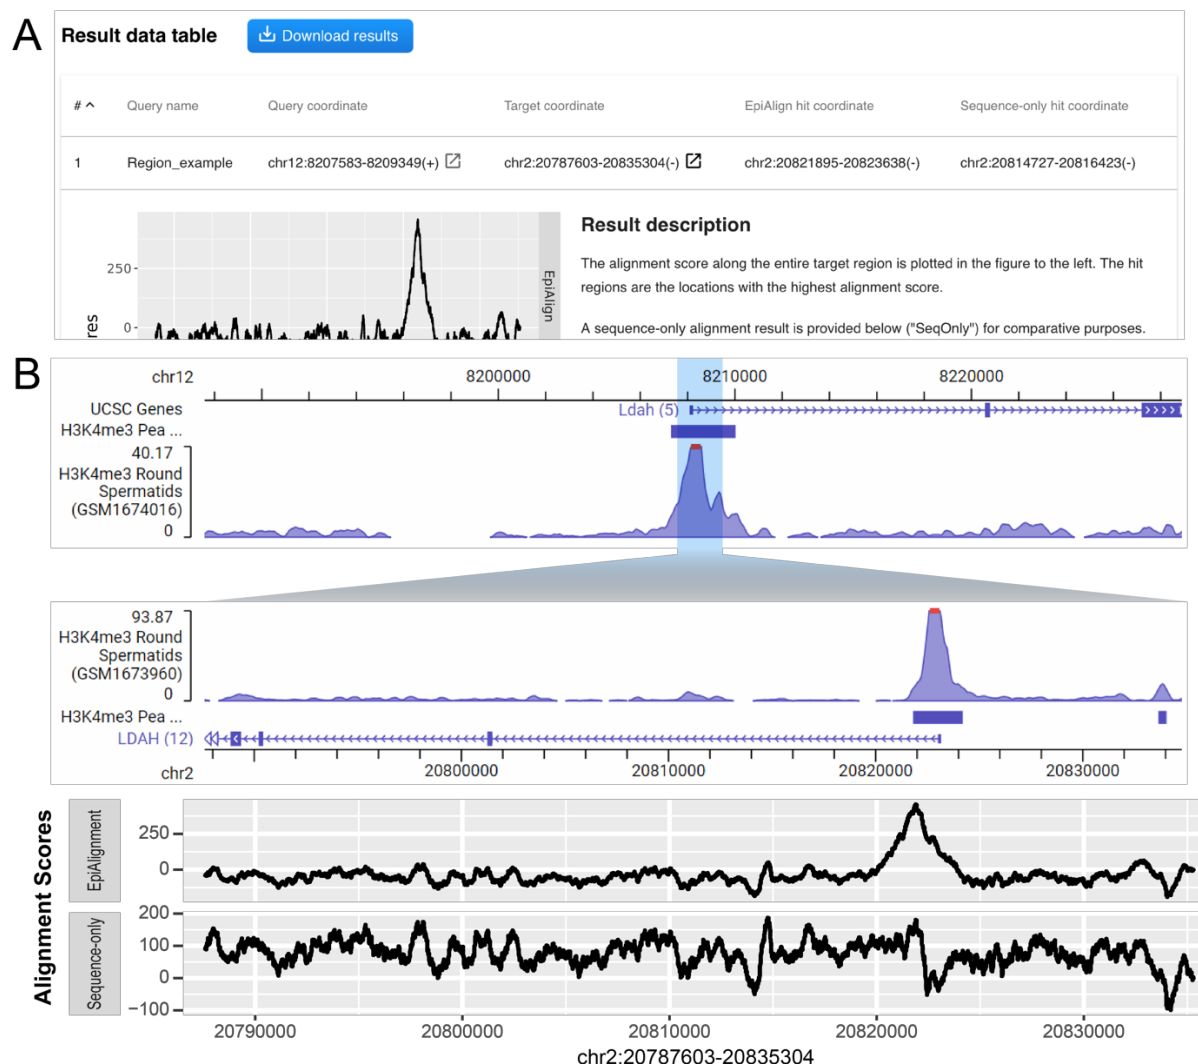 A
Result data table
Download results
# Query name Query coordinate Target coordinate EpiAlign hit coordinate Sequence-only hit coordinate
1 Region_example chr12:8207583-8209349(+) chr2:20787603-20835304(-) chr2:20821895-20823638(-) chr2:20814727-20816423(-)
Result description
The alignment score along the entire target region is plotted in the figure to the left. The hit
regions are the locations with the highest alignment score.
A sequence-only alignment result is provided below ("SeqOnly") for comparative purposes.
250
0
res
EpiAlign
B
chr12 8200000 8210000 8220000
UCSC Genes Ldah (5)
H3K4me3 Pea ...
40.17
H3K4me3 Round
Spermatids
(GSM1674016)
0
93.87
H3K4me3 Round
Spermatids
(GSM1673960)
0
H3K4me3 Pea ...
LDAH (12)
chr2 20800000 20810000 20820000 20830000
Alignment Scores
EpiAlignment
250
0
Sequence-only
200
100
0
−100
20790000 20800000 20810000 20820000 20830000
chr2:20787603-20835304